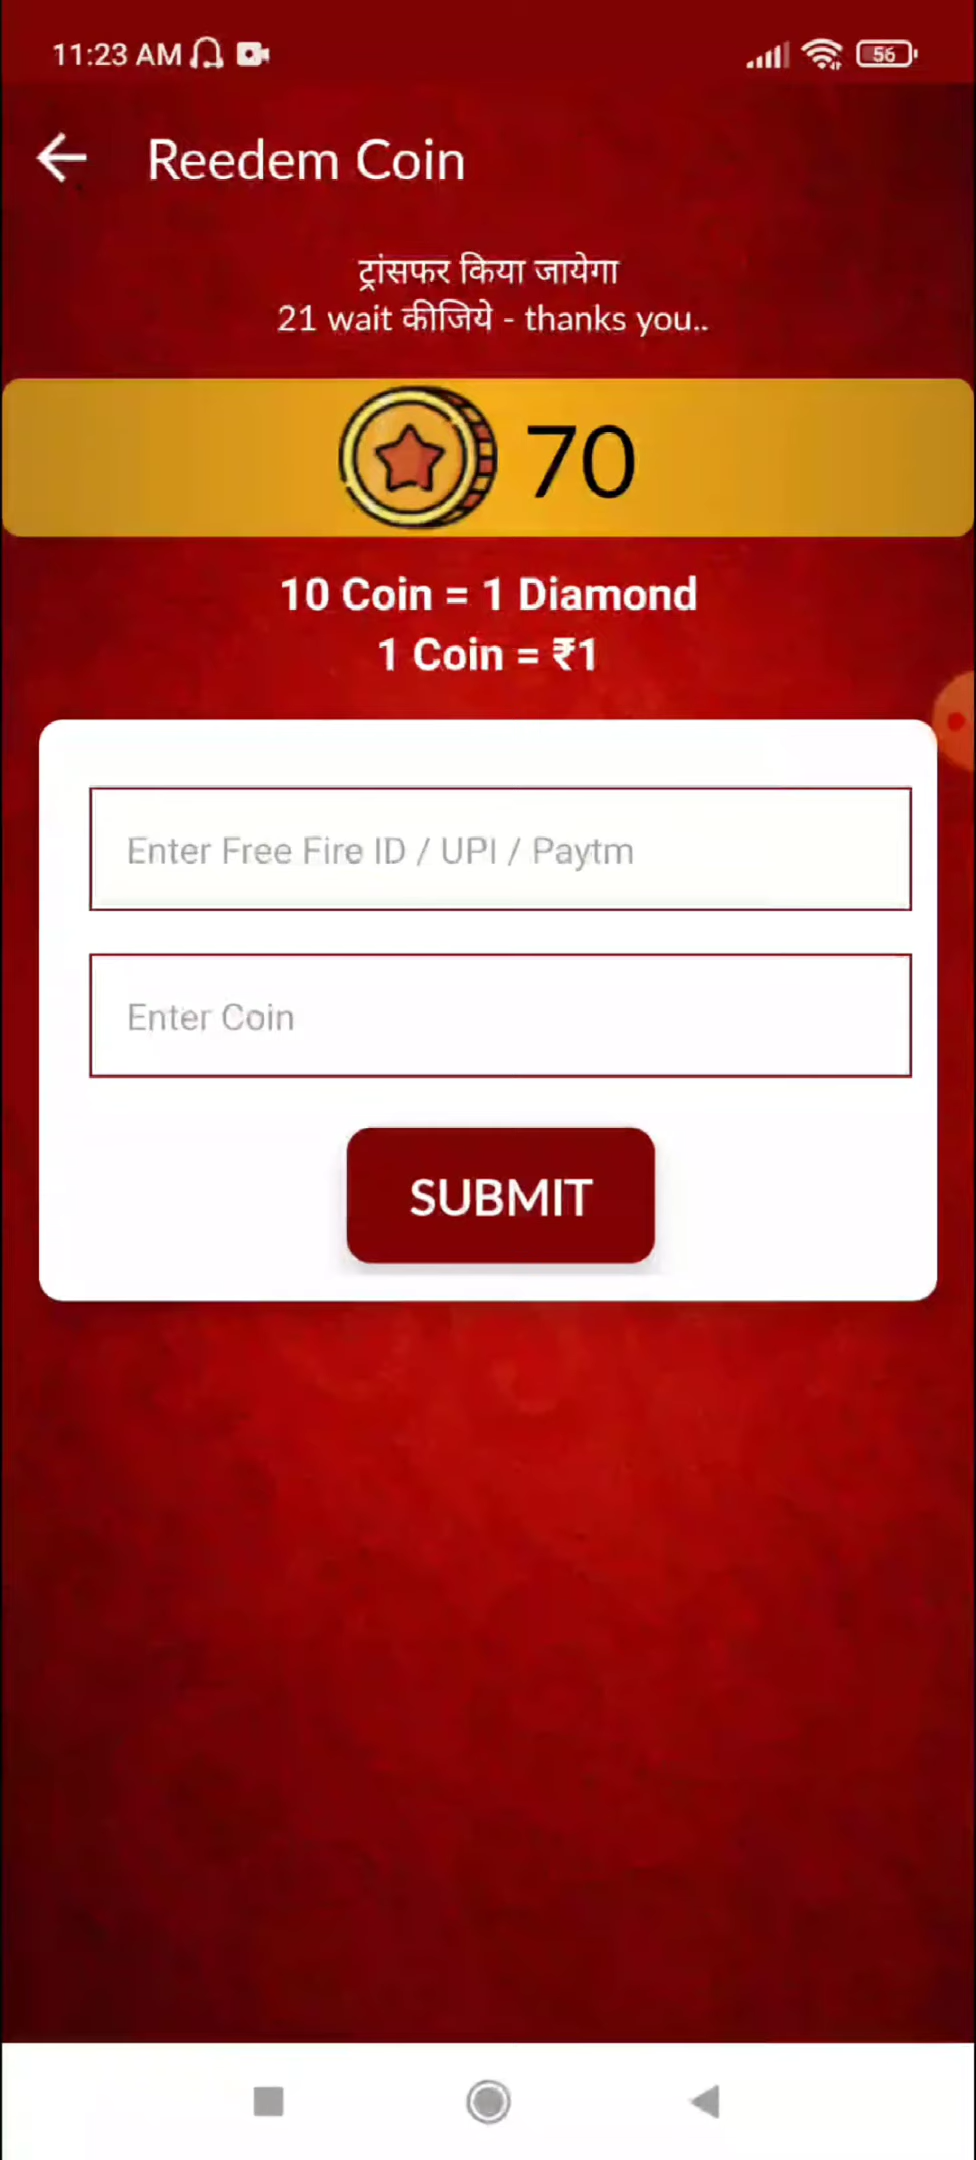 11:23 AM
56
Reedem Coin
ट्रांसफर किया जायेगा
21 wait कीजिये - thanks you..
70
10 Coin = 1 Diamond
1 Coin = ₹1
Enter Free Fire ID / UPI / Paytm
Enter Coin
SUBMIT